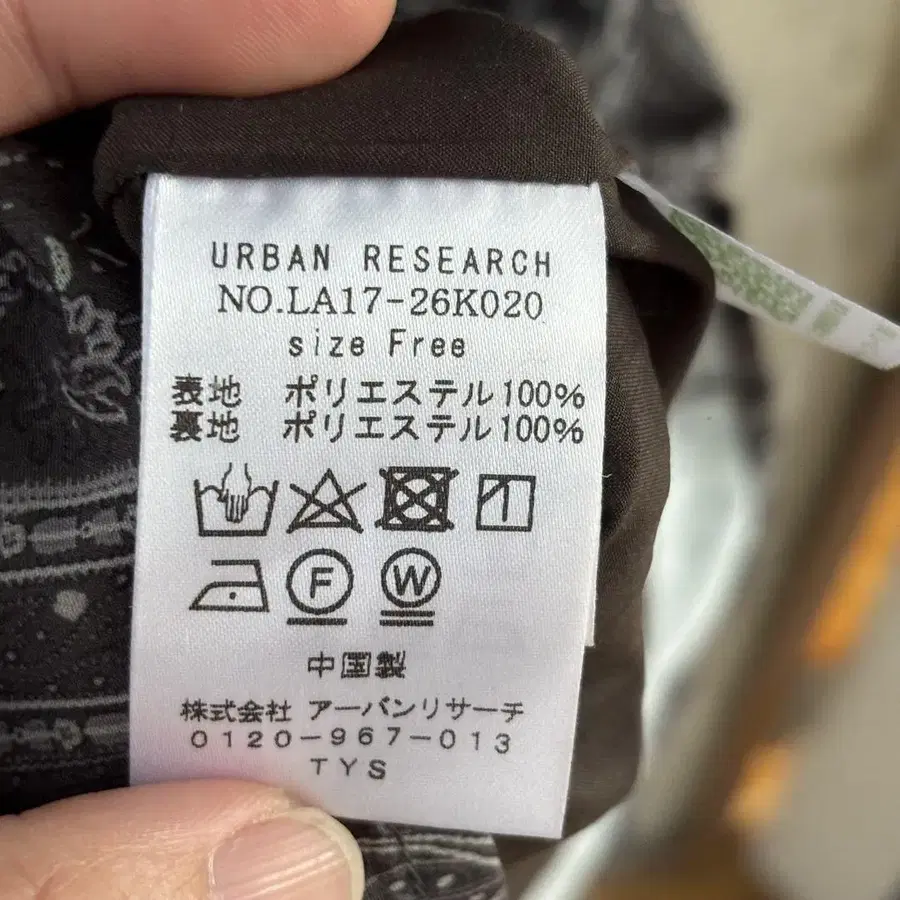 URBAN RESEARCH
NO.LA17-26K020
size Free
表地 ポリエステル100%
裏地 ポリエステル100%
F W
中国製
株式会社 アーバンリサーチ
0120-967-013
TYS